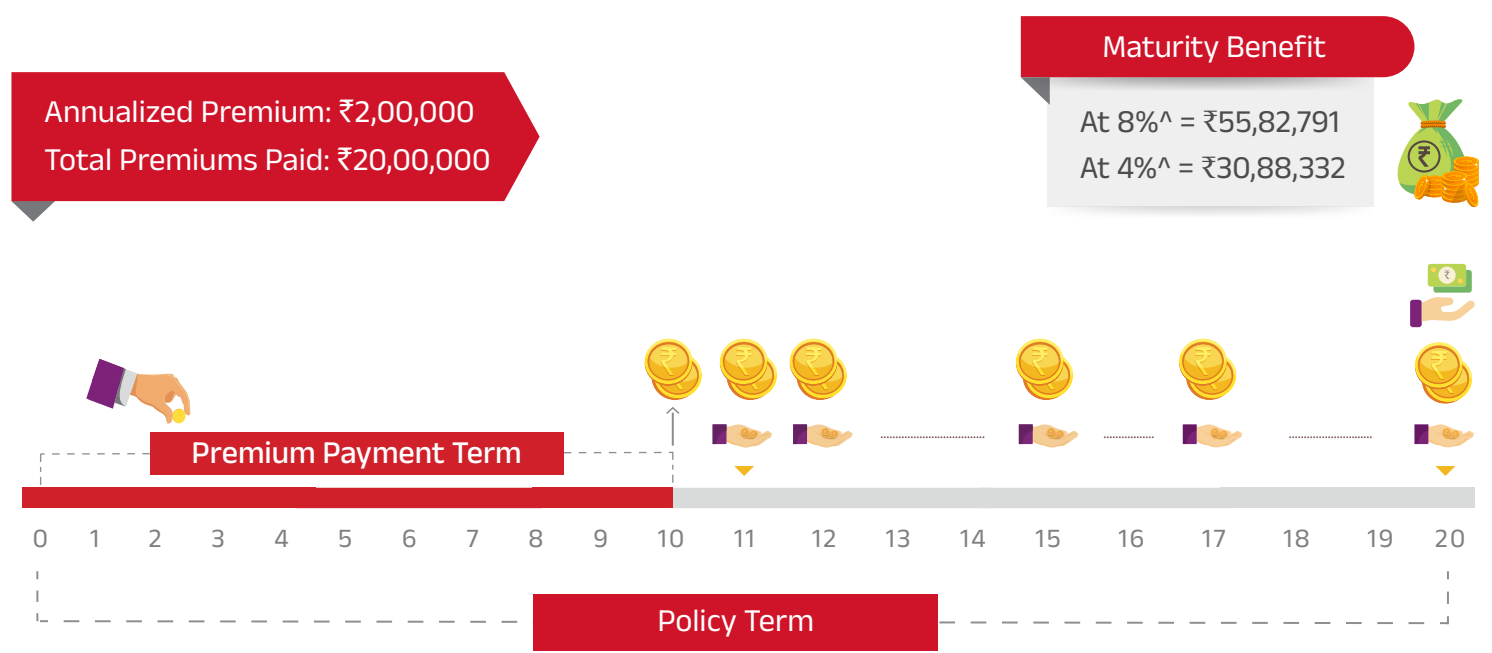 Annualized Premium: ₹2,00,000
Total Premiums Paid: ₹20,00,000
Maturity Benefit
At 8%^ = ₹55,82,791
At 4%^ = ₹30,88,332
₹
₹
₹ ₹ ₹ ₹ ₹ ₹
Premium Payment Term
0 1 2 3 4 5 6 7 8 9 10 11 12 13 14 15 16 17 18 19 20
Policy Term